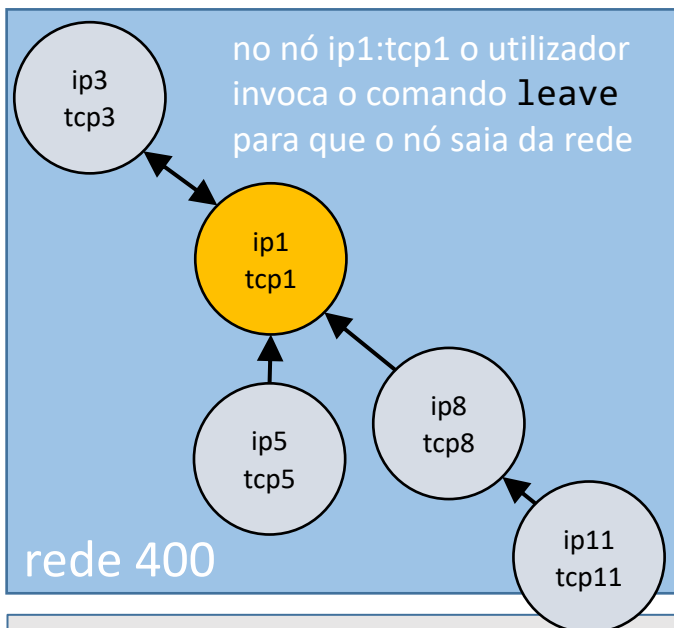 no nó ip1:tcp1 o utilizador
invoca o comando leave
para que o nó saia da rede
ip3
tcp3
ip1
tcp1
ip8
tcp8
ip5
tcp5
ip11
tcp11
rede 400